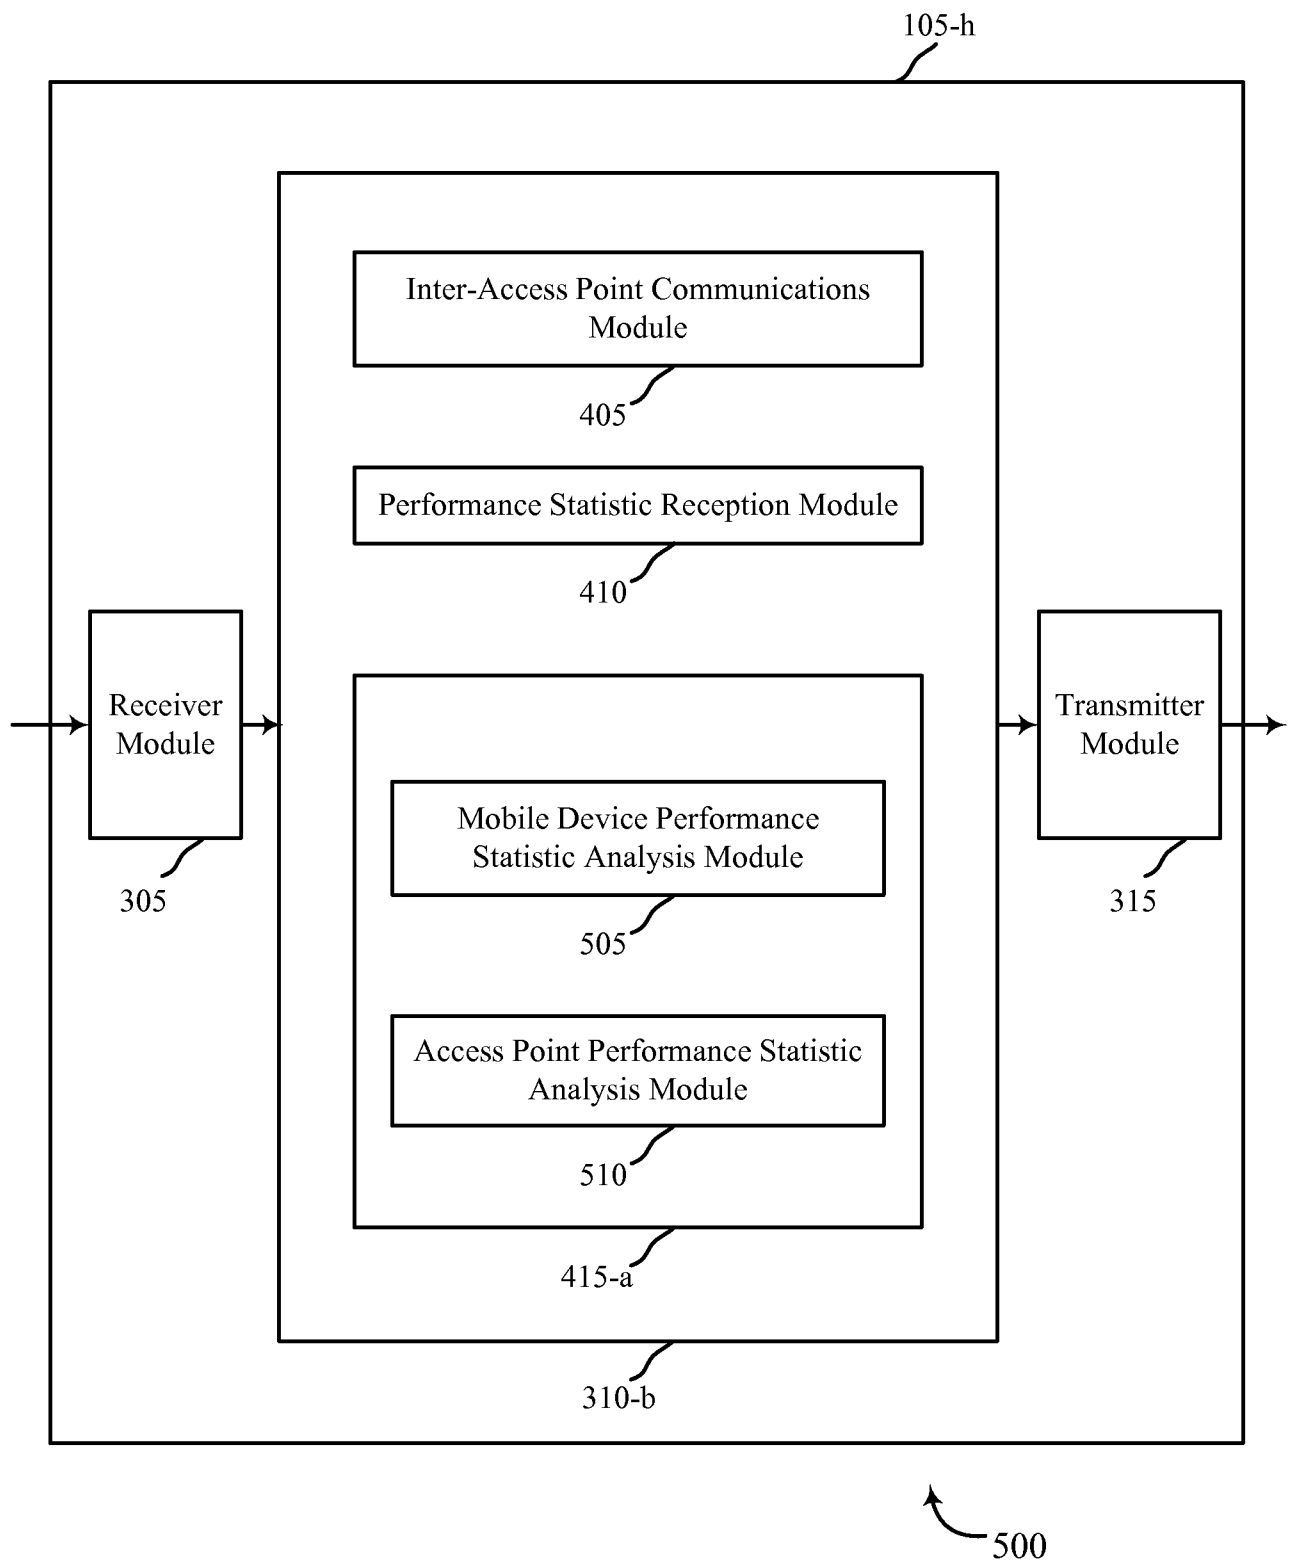 105-h
Inter-Access Point Communications
Module
405
Performance Statistic Reception Module
410
Receiver
Module
305
Mobile Device Performance
Statistic Analysis Module
505
Access Point Performance Statistic
Analysis Module
510
415-a
310-b
Transmitter
Module
315
500